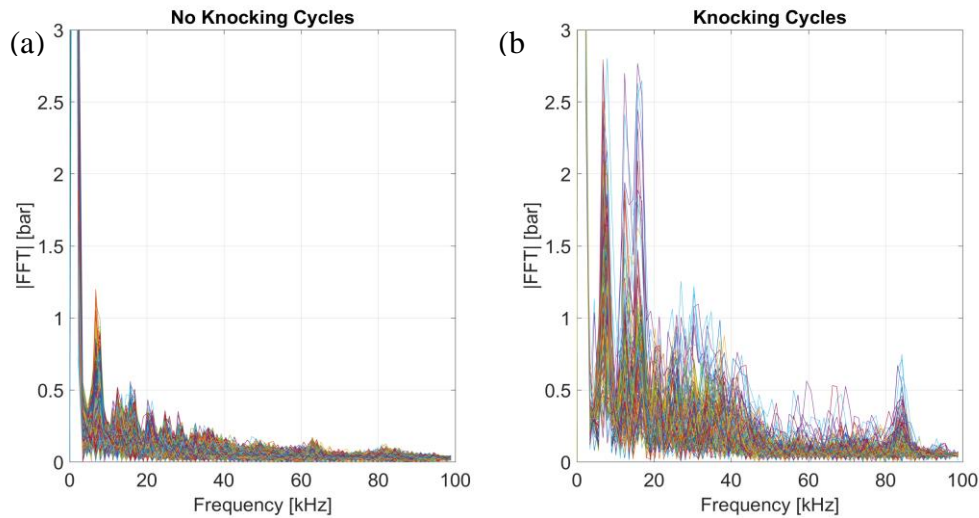 No Knocking Cycles
(a)
3
2.5
2
1.5
1
0.5
0
|FFT| [bar]
0 20 40 60 80 100
Frequency [kHz]
Knocking Cycles
(b)
3
2.5
2
1.5
1
0.5
0
|FFT| [bar]
0 20 40 60 80 100
Frequency [kHz]